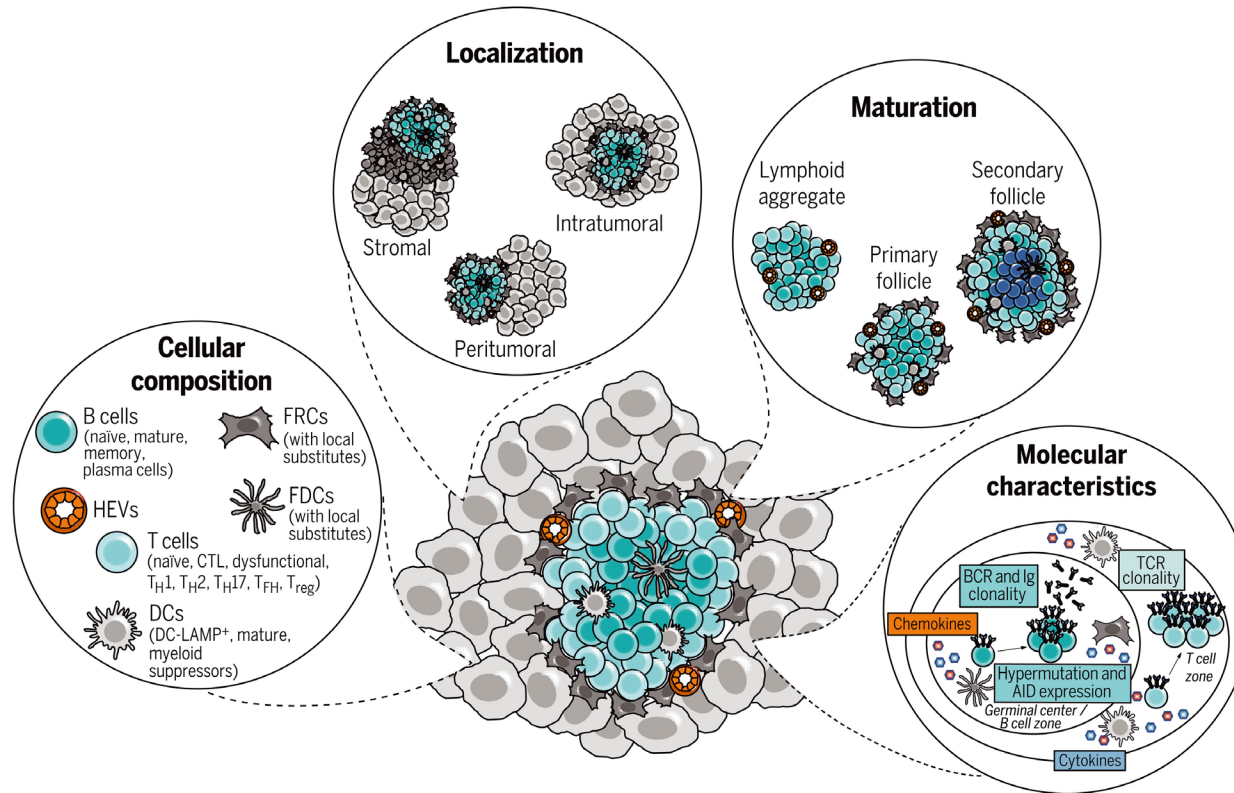 Localization
Stromal
Intratumoral
Peritumoral
Maturation
Lymphoid
aggregate
Primary
follicle
Secondary
follicle
Cellular
composition
B cells
(naïve, mature,
memory,
plasma cells)
FRCs
(with local
substitutes)
HEVs
FDCs
(with local
substitutes)
T cells
(naïve, CTL, dysfunctional,
TH1, TH2, TH17, TFH, Treg)
DCs
(DC-LAMP+, mature,
myeloid
suppressors)
Molecular
characteristics
BCR and Ig
clonality
TCR
clonality
Chemokines
Hypermutation and
AID expression
Germinal center /
B cell zone
T cell
zone
Cytokines